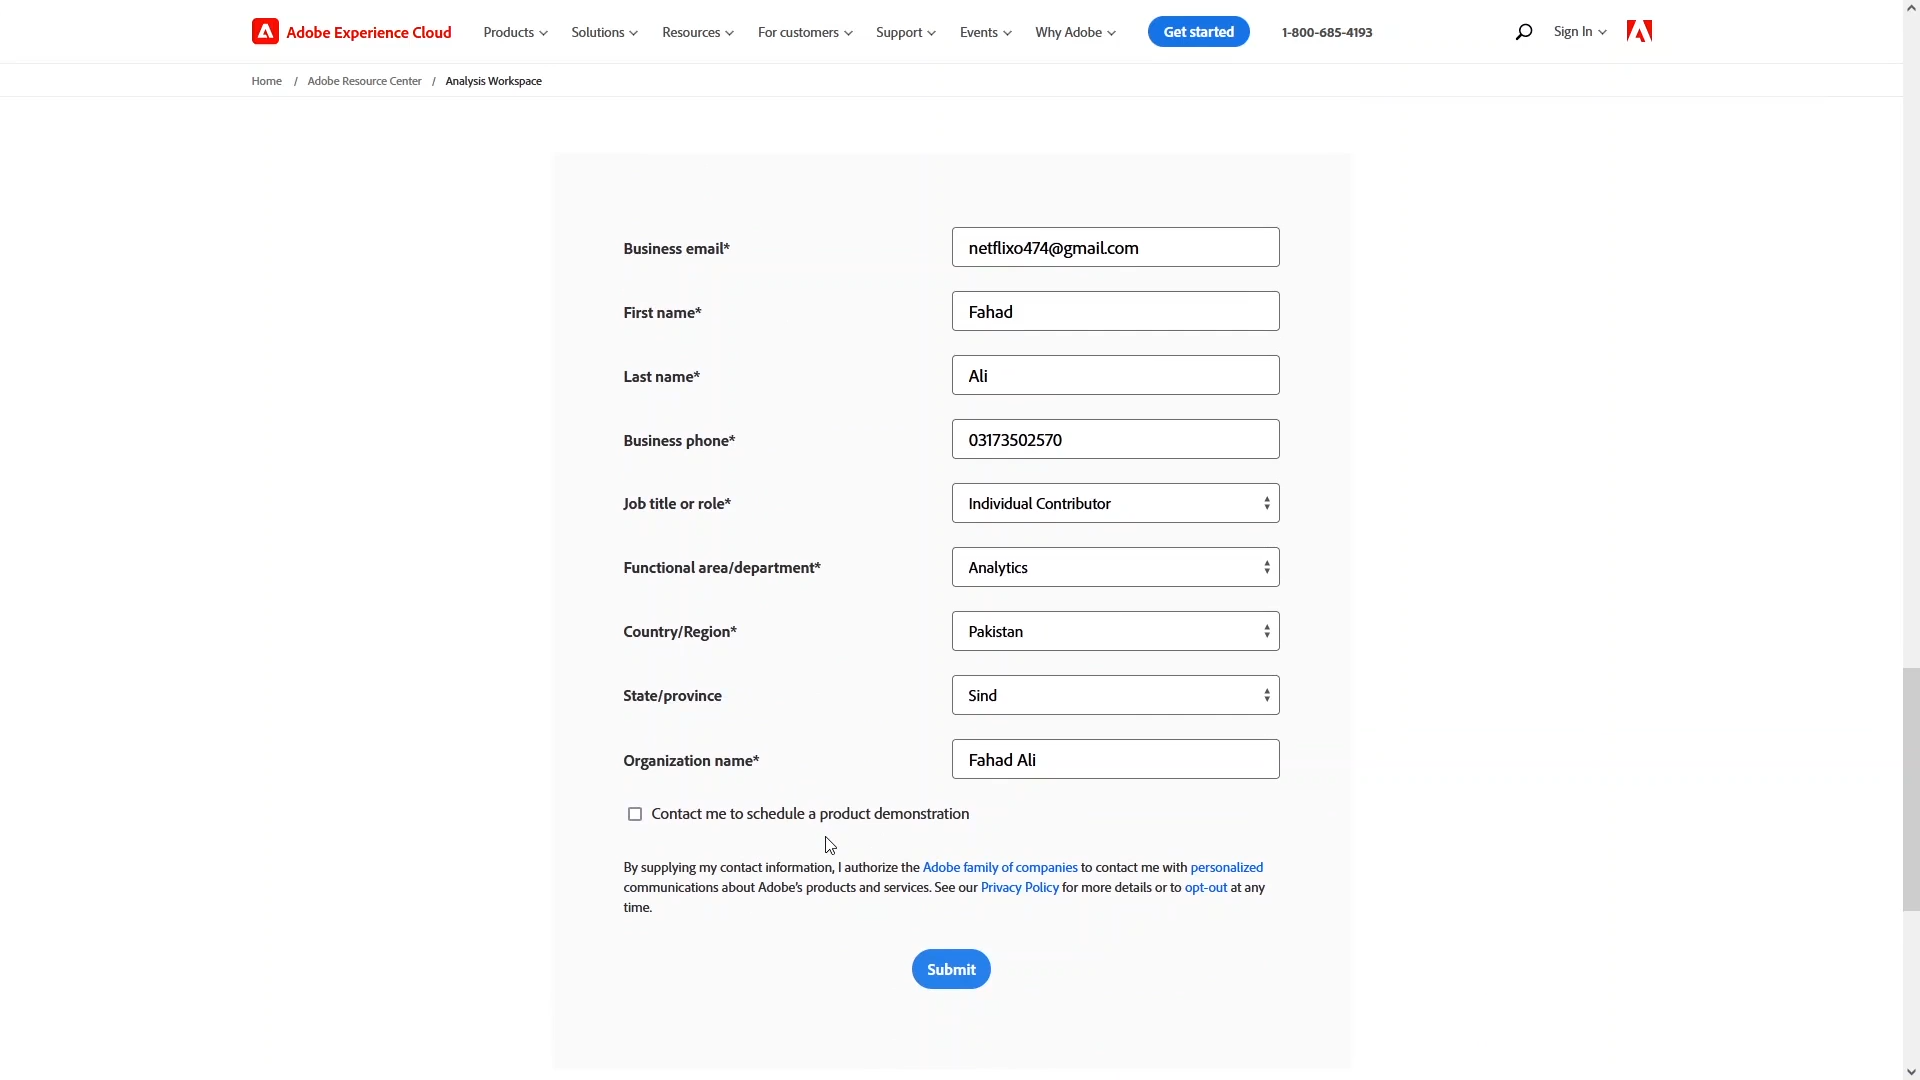 Adobe Experience Cloud Products Solutions Resources For customers Support Events Why Adobe Get started 1-800-685-4193 Sign In
Home / Adobe Resource Center / Analysis Workspace
Business email* netflixo474@gmail.com
First name* Fahad
Last name* Ali
Business phone* 03173502570
Job title or role* Individual Contributor
Functional area/department* Analytics
Country/Region* Pakistan
State/province Sind
Organization name* Fahad Ali
Contact me to schedule a product demonstration
By supplying my contact information, I authorize the Adobe family of companies to contact me with personalized
communications about Adobe's products and services. See our Privacy Policy for more details or to opt-out at any
time.
Submit